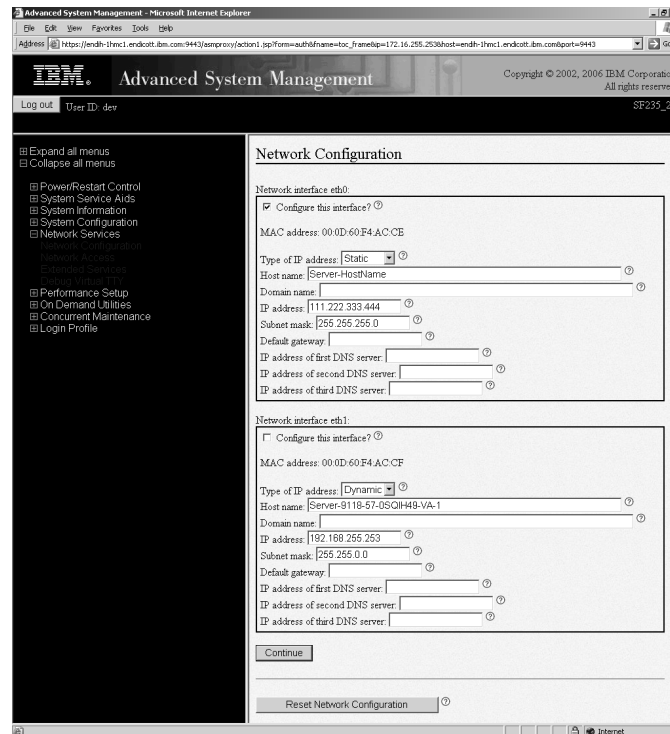 Advanced System Management - Microsoft Internet Explorer
File Edit View Favorites Tools Help
Address https://endih-1hmc1.endicott.ibm.com:9443/asmproxy/action1.jsp?form=auth&fname=toc_frame&ip=172.16.255.253&host=endih-1hmc1.endicott.ibm.com&port=9443 Go
IBM. Advanced System Management
Copyright © 2002, 2006 IBM Corporatio
All rights reserve
Log out User ID: dev SF235_2
Expand all menus
Collapse all menus
Power/Restart Control
System Service Aids
System Information
System Configuration
Network Services
Network Configuration
Network Access
Extended Services
Debug Virtual TTY
Performance Setup
On Demand Utilities
Concurrent Maintenance
Login Profile
Network Configuration
Network interface eth0:
Configure this interface? ?
MAC address: 00:0D:60:F4:AC:CE
Type of IP address: Static ?
Host name: Server-HostName ?
Domain name: ?
IP address: 111.222.333.444 ?
Subnet mask: 255.255.255.0 ?
Default gateway: ?
IP address of first DNS server: ?
IP address of second DNS server: ?
IP address of third DNS server: ?
Network interface eth1:
Configure this interface? ?
MAC address: 00:0D:60:F4:AC:CF
Type of IP address: Dynamic ?
Host name: Server-9118-57-0SQIH49-VA-1 ?
Domain name: ?
IP address: 192.168.255.253 ?
Subnet mask: 255.255.0.0 ?
Default gateway: ?
IP address of first DNS server: ?
IP address of second DNS server: ?
IP address of third DNS server: ?
Continue
Reset Network Configuration ?
Internet